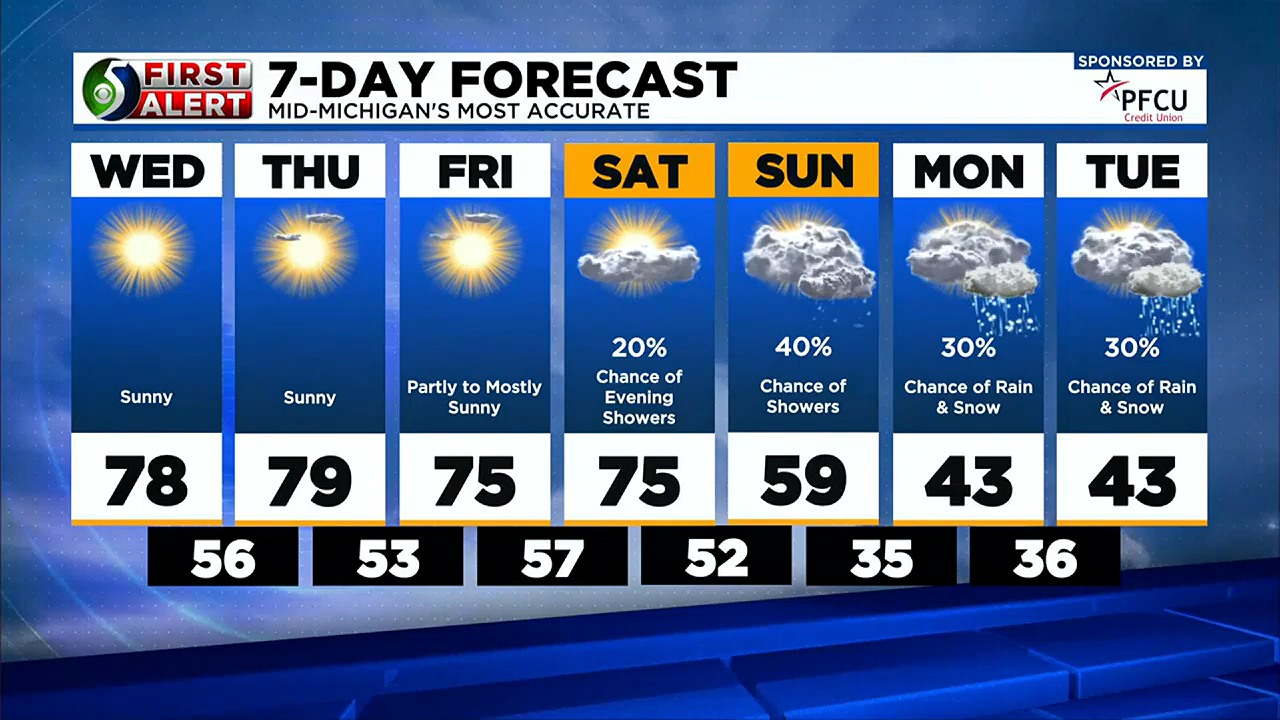 FIRST ALERT
7-DAY FORECAST
MID-MICHIGAN'S MOST ACCURATE
SPONSORED BY
PFCU
Credit Union
WED THU FRI SAT SUN MON TUE
20% 40% 30% 30%
Sunny
Sunny
Partly to Mostly
Sunny
Chance of
Evening
Showers
Chance of
Showers
Chance of Rain
& Snow
Chance of Rain
& Snow
78 79 75 75 59 43 43
56 53 57 52 35 36